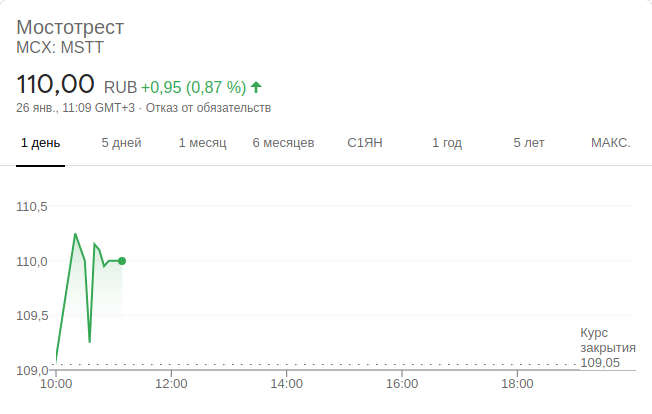 Мостотрест
MCX: MSTT
110,00 RUB +0,95 (0,87 %)
26 янв., 11:09 GMT+3 · Отказ от обязательств
1 день 5 дней 1 месяц 6 месяцев С1ЯН 1 год 5 лет МАКС.
110,5
110,0
109,5
Курс
закрытия
109,05
109,0
10:00 12:00 14:00 16:00 18:00